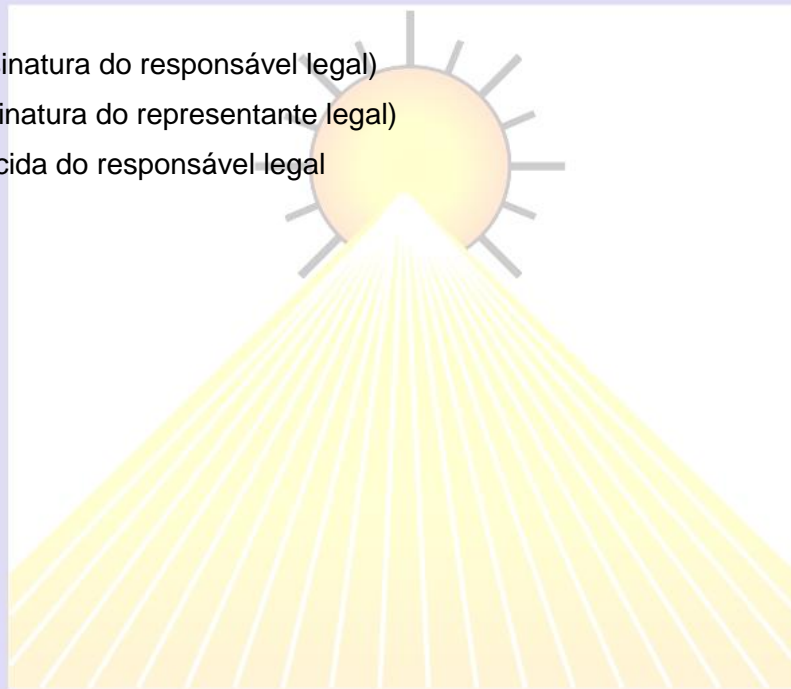 inatura do responsável legal)
inatura do representante legal)
cida do responsável legal